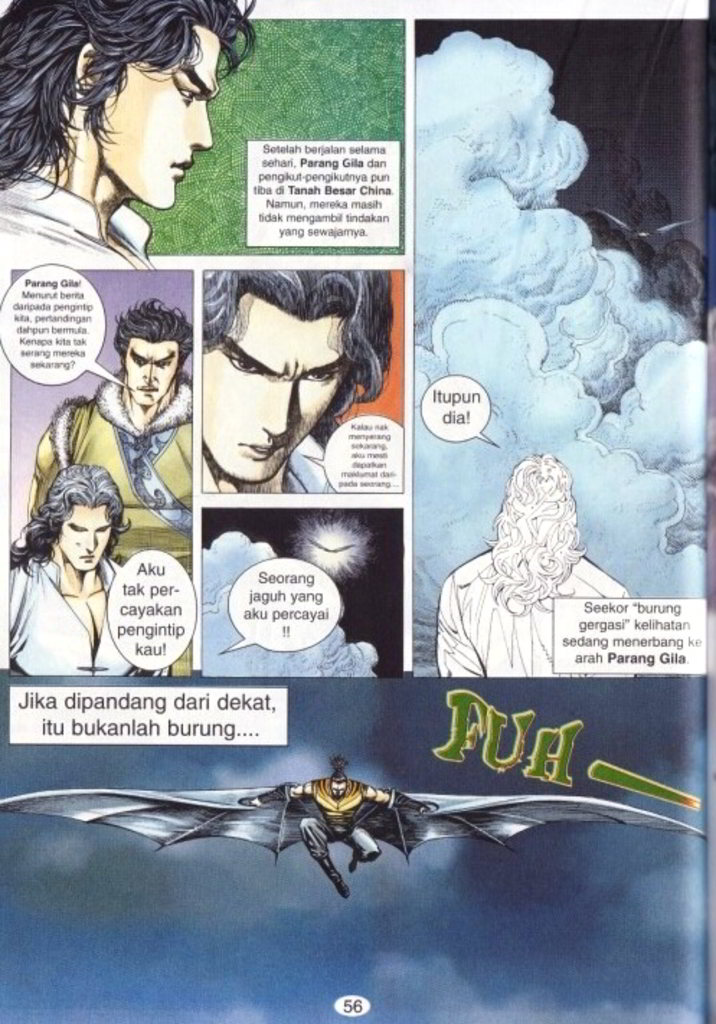 Setelah berjalan selama
sehari, Parang Gila dan
pengikut-pengikutnya pun
tiba di Tanah Besar China.
Namun, mereka masih
tidak mengambil tindakan
yang sewajarnya.
Parang Gila!
Menurut berita
daripada pengintip
kita, pertandingan
dahpun bermula.
Kenapa kita tak
serang mereka
sekarang?
Aku
tak per-
cayakan
pengintip
kau!
Kalau nak
menyerang
sekarang,
aku mesti
dapatkan
maklumat dari-
pada seorang...
Seorang
jaguh yang
aku percayai
!!
Itupun
dia!
Seekor "burung
gergasi" kelihatan
sedang menerbang ke
arah Parang Gila.
Jika dipandang dari dekat,
itu bukanlah burung....
FUH
56